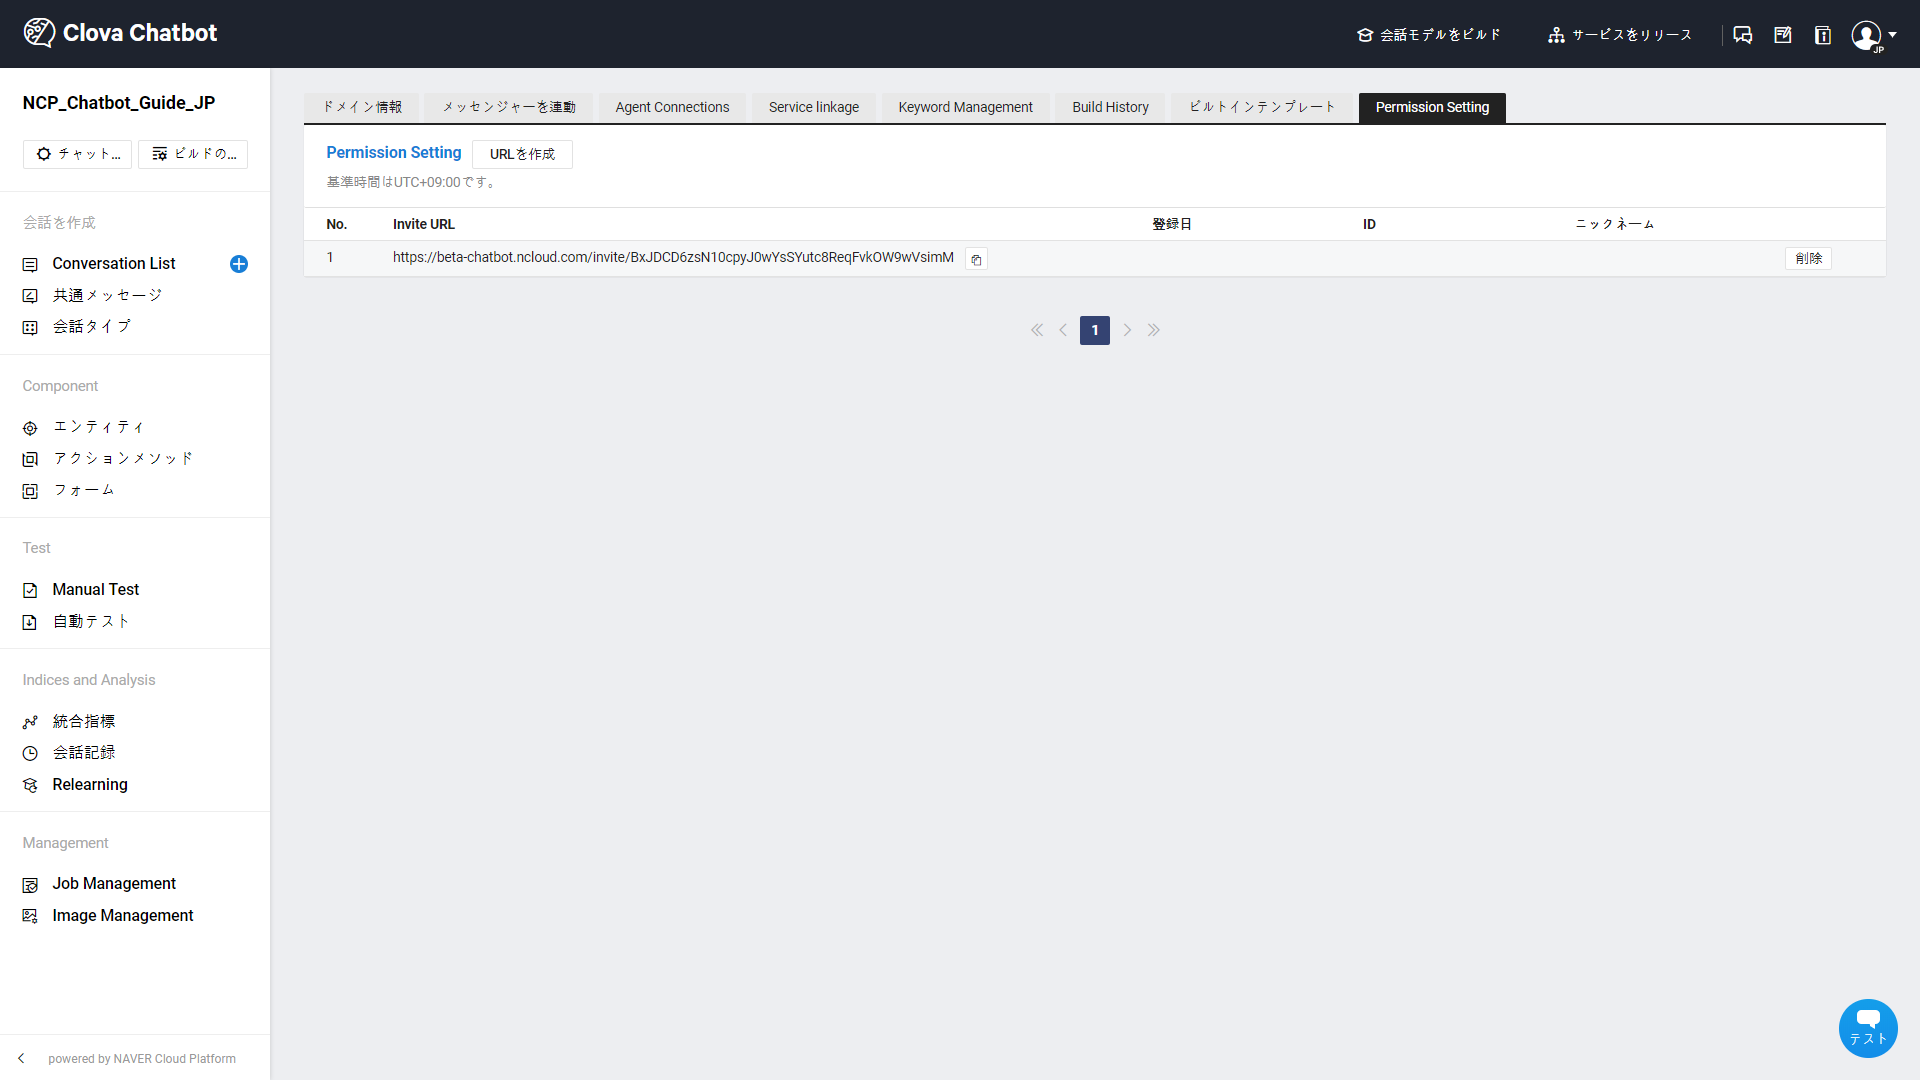 Clova Chatbot
会話モデルをビルド
サービスをリリース
JP
NCP_Chatbot_Guide_JP
チャット...
ビルドの...
会話を作成
Conversation List
共通メッセージ
会話タイプ
Component
エンティティ
アクションメソッド
フォーム
Test
Manual Test
自動テスト
Indices and Analysis
統合指標
会話記録
Relearning
Management
Job Management
Image Management
powered by NAVER Cloud Platform
ドメイン情報
メッセンジャーを連動
Agent Connections
Service linkage
Keyword Management
Build History
ビルトインテンプレート
Permission Setting
Permission Setting
URLを作成
基準時間はUTC+09:00です。
No. Invite URL 登録日 ID ニックネーム
1 https://beta-chatbot.ncloud.com/invite/BxJDCD6zsN10cpyJ0wYsSYutc8ReqFvkOW9wVsimM 削除
1
テスト